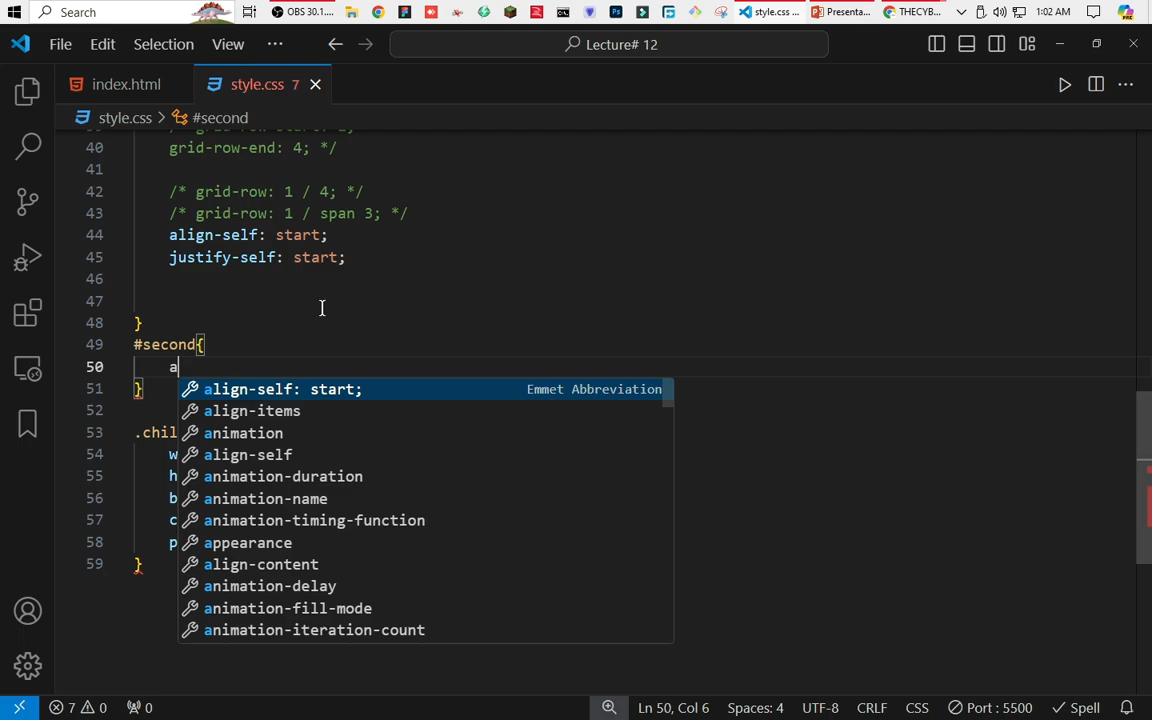 Search
OBS 30.1....
style.css ...
Presenta...
THECYB...
1:02 AM
File Edit Selection View ···
Lecture# 12
index.html
style.css 7
style.css > #second
40 grid-row-end: 4; */
41
42 /* grid-row: 1 / 4; */
43 /* grid-row: 1 / span 3; */
44 align-self: start;
45 justify-self: start;
46
47
48 }
49 #second{
50 a
51 }
align-self: start; Emmet Abbreviation
52
align-items
53 .chil
animation
54 w
align-self
55 h
animation-duration
56 b
animation-name
57 c
animation-timing-function
58 p
appearance
59 }
align-content
animation-delay
animation-fill-mode
animation-iteration-count
7 0 0 Ln 50, Col 6 Spaces: 4 UTF-8 CRLF CSS Port : 5500 Spell